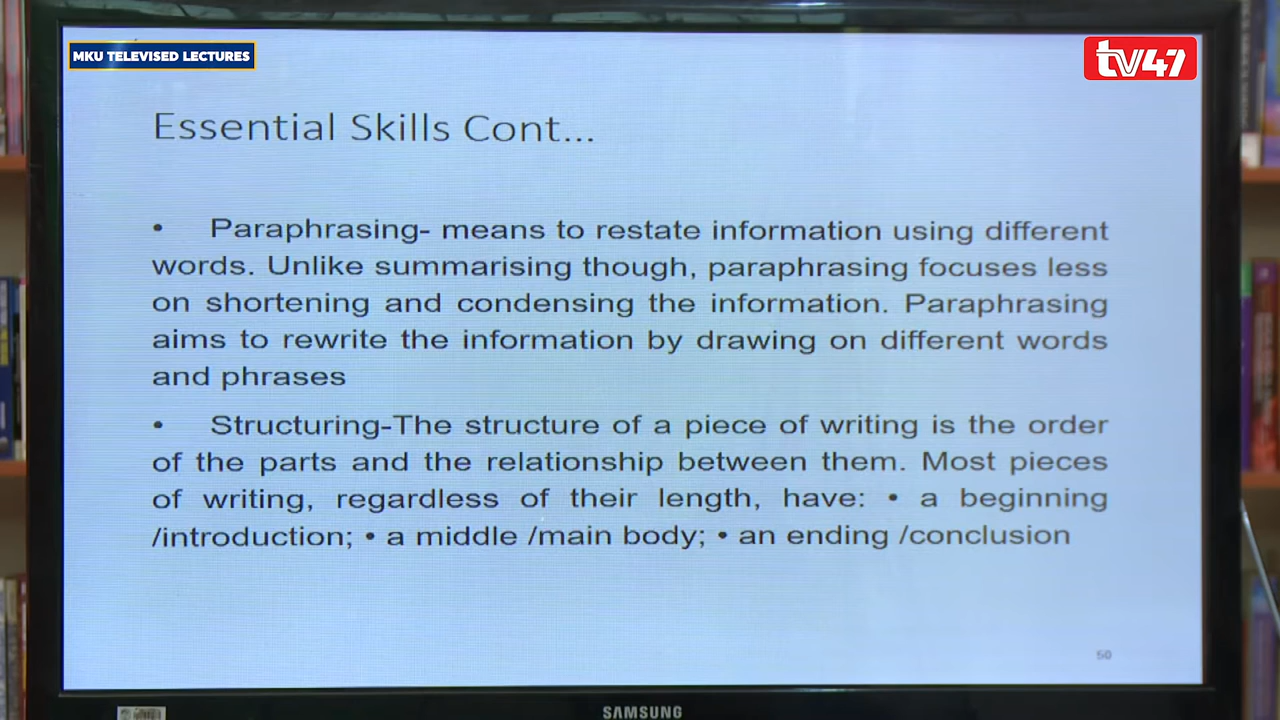 MKU TELEVISED LECTURES
tv47
Essential Skills Cont...
• Paraphrasing- means to restate information using different
words. Unlike summarising though, paraphrasing focuses less
on shortening and condensing the information. Paraphrasing
aims to rewrite the information by drawing on different words
and phrases
• Structuring-The structure of a piece of writing is the order
of the parts and the relationship between them. Most pieces
of writing, regardless of their length, have: • a beginning
/introduction; • a middle /main body; • an ending /conclusion
50
SAMSUNG